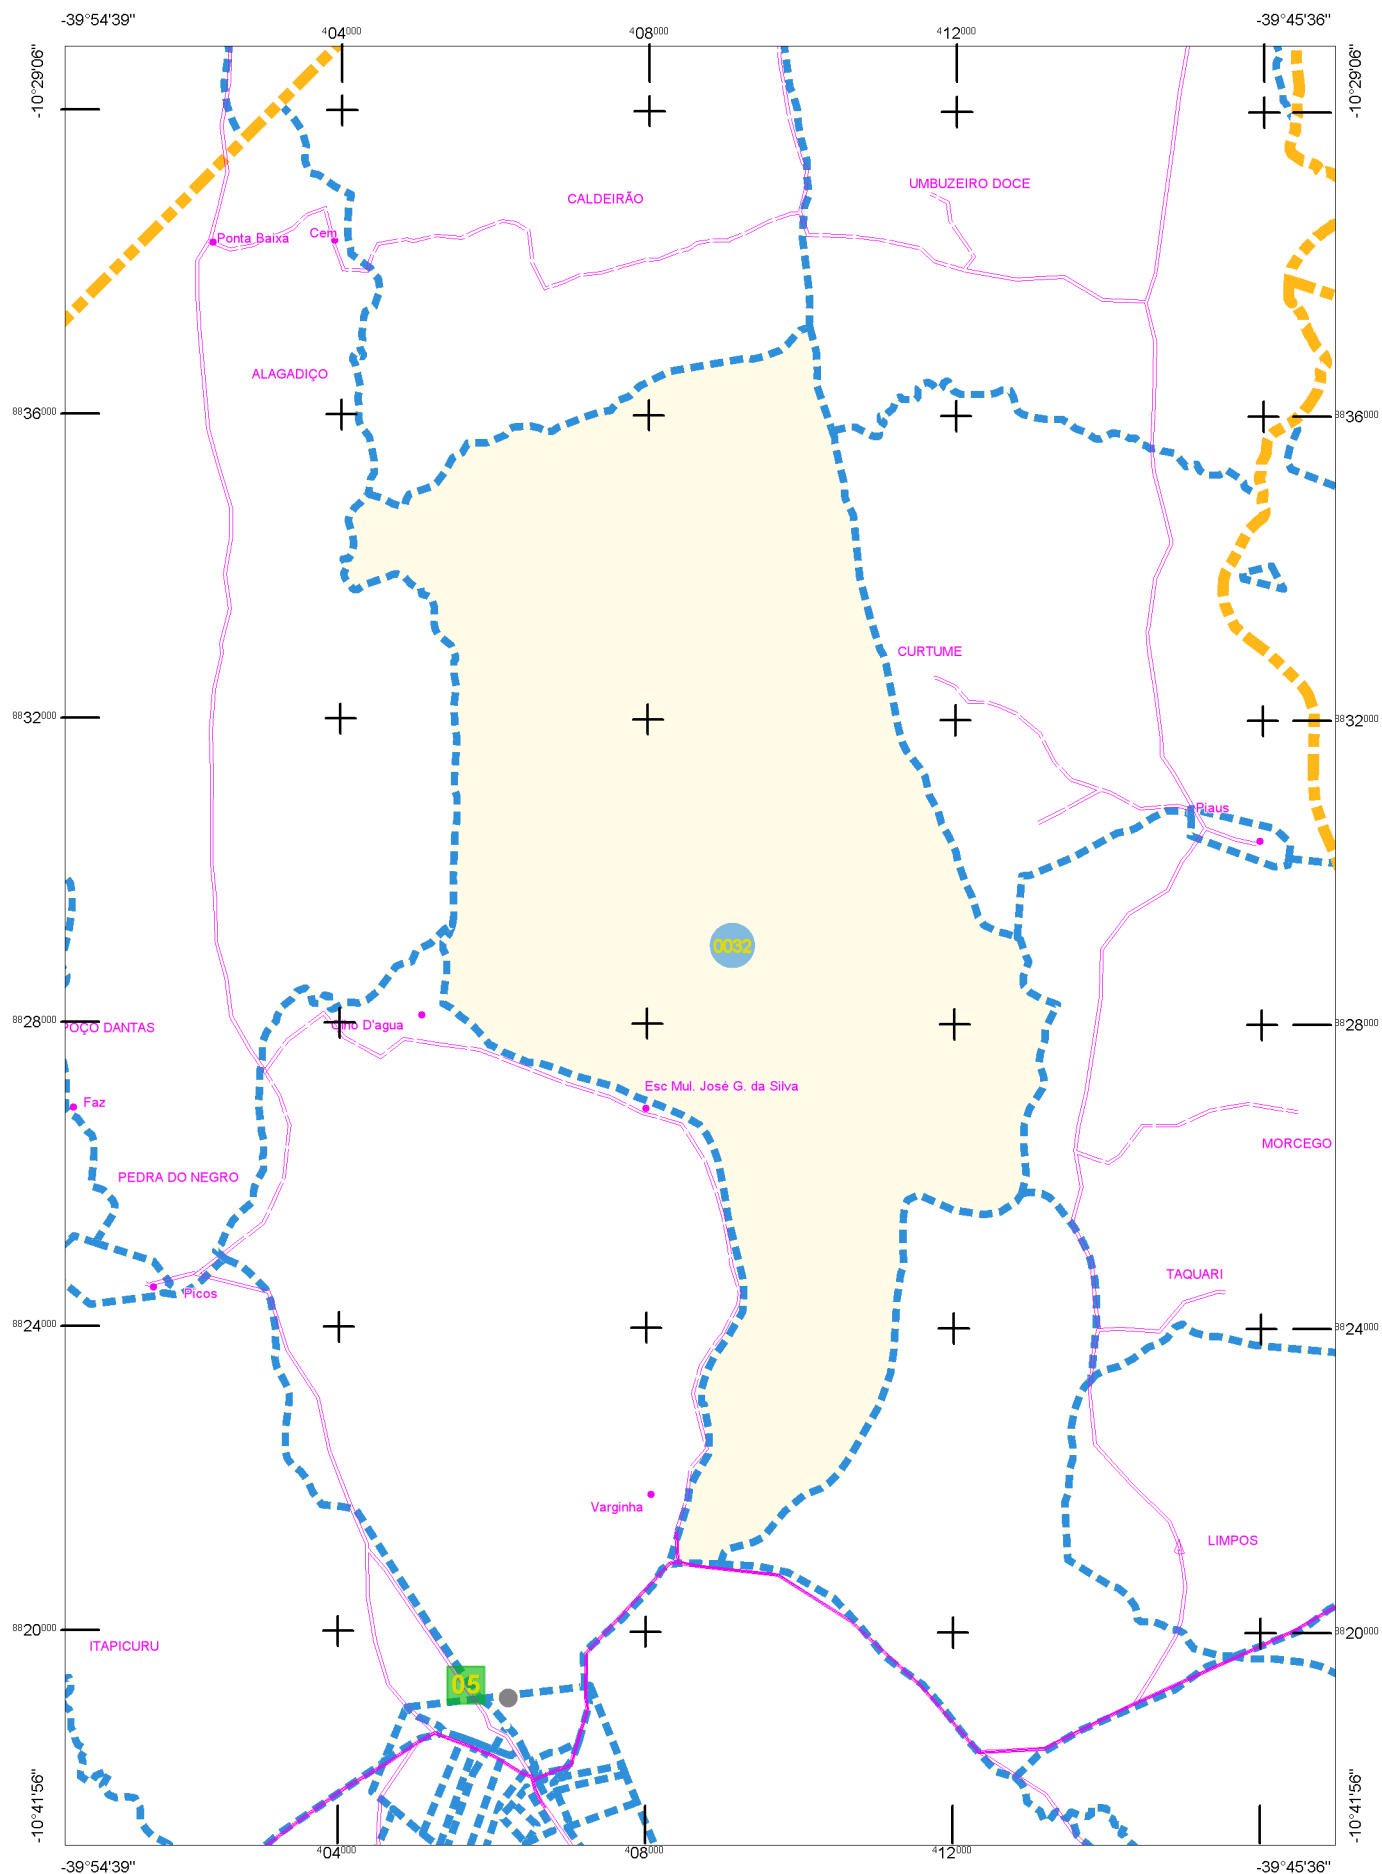 -39°54'39" -39°45'36"
404000 408000 412000
-10°29'06" -10°29'06"
UMBUZEIRO DOCE
CALDEIRÃO
Ponta Baixa Cem
ALAGADIÇO
8836000 8836000
CURTUME
8832000 8832000
Piaus
0032
8828000 8828000
POÇO DANTAS Olho D'agua
Esc Mul. José G. da Silva
Faz
MORCEGO
PEDRA DO NEGRO
TAQUARI
Picos
8824000 8824000
Varginha
LIMPOS
8820000 8820000
ITAPICURU
05
-10°41'56" -10°41'56"
404000 408000 412000
-39°54'39" -39°45'36"